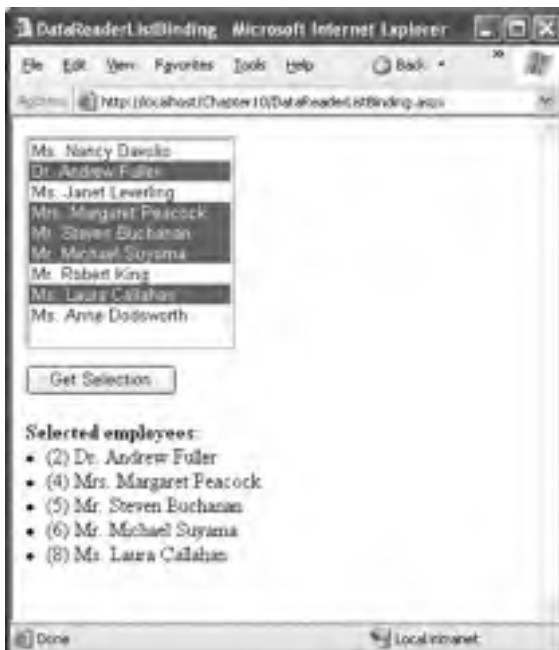 DataReaderListBinding Microsoft Internet Explorer
File Edit View Favorites Tools Help Back »
Address http://localhost/Chapter10/DataReaderListBinding.aspx
Ms. Nancy Davolio
Dr. Andrew Fuller
Ms. Janet Leverling
Mrs. Margaret Peacock
Mr. Steven Buchanan
Mr. Michael Suyama
Mr. Robert King
Ms. Laura Callahan
Ms. Anne Dodsworth
Get Selection
Selected employees:
• (2) Dr. Andrew Fuller
• (4) Mrs. Margaret Peacock
• (5) Mr. Steven Buchanan
• (6) Mr. Michael Suyama
• (8) Ms. Laura Callahan
Done Local intranet